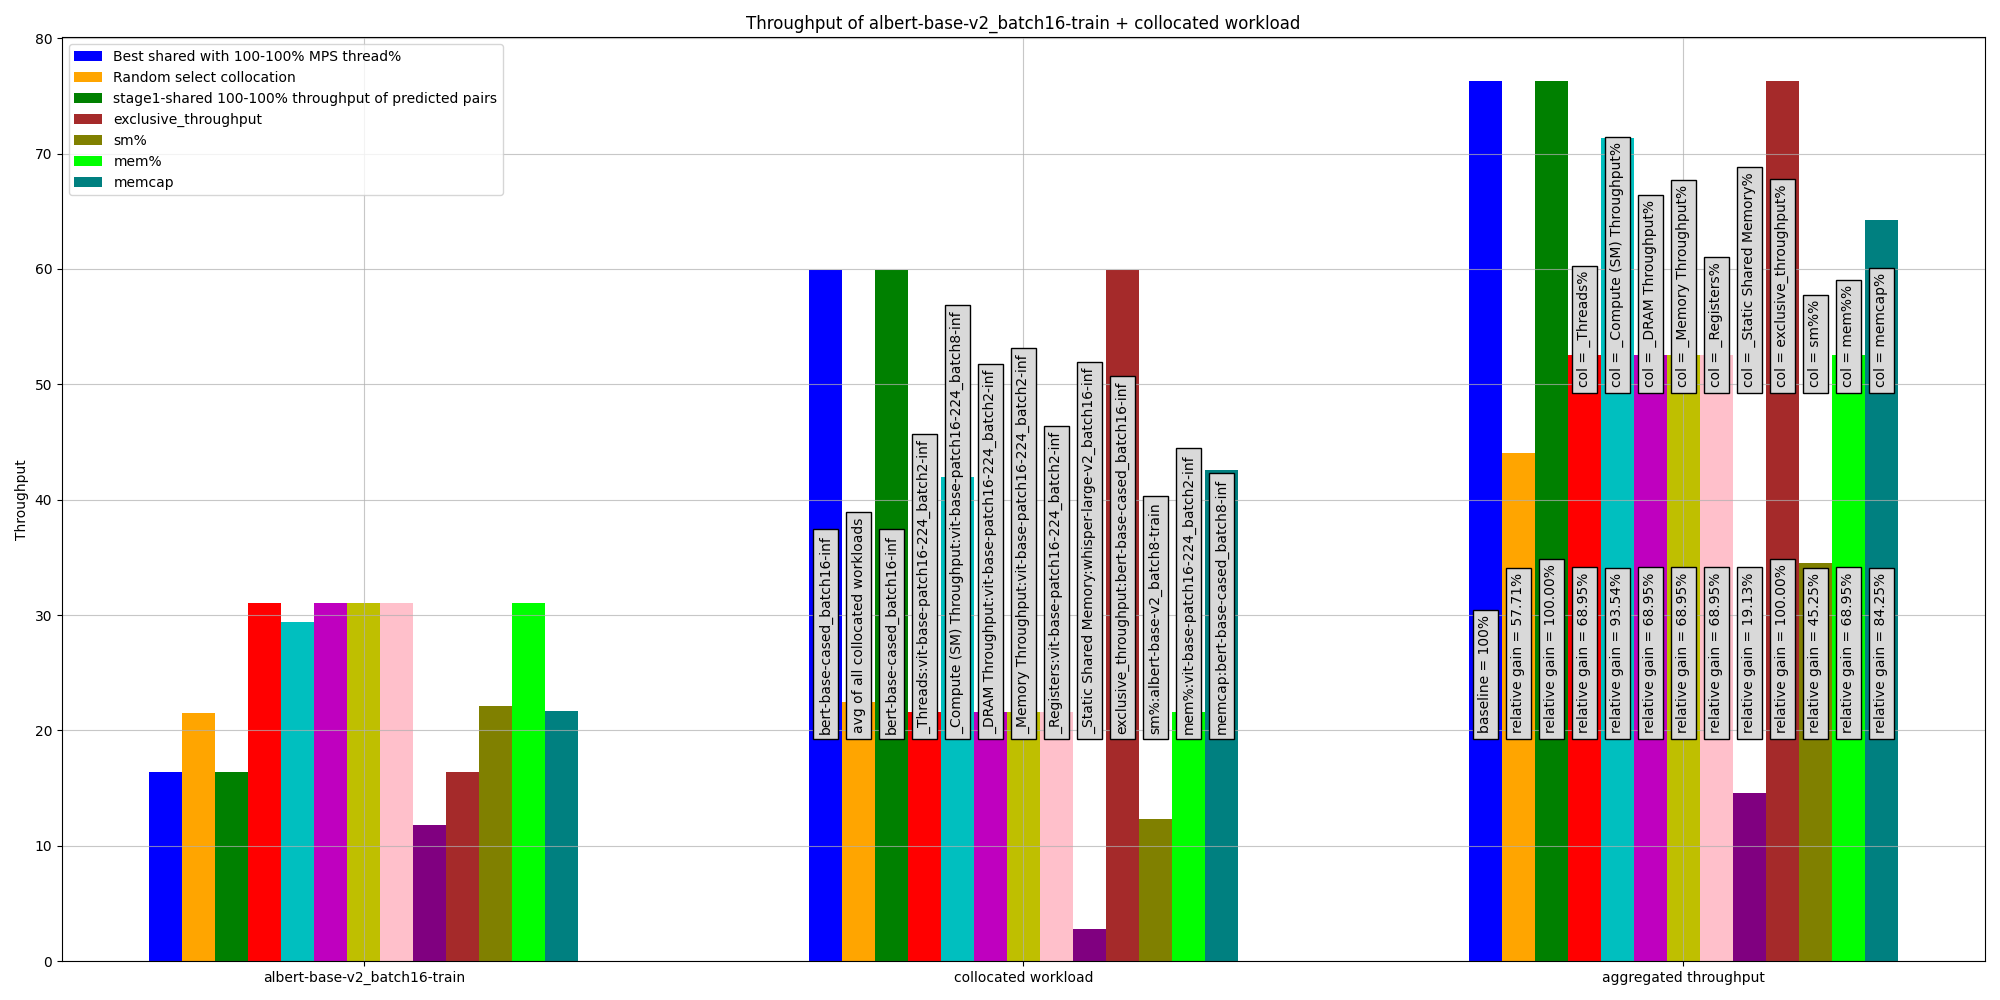 Throughput of albert-base-v2_batch16-train + collocated workload
Best shared with 100-100% MPS thread%
Random select collocation
stage1-shared 100-100% throughput of predicted pairs
exclusive_throughput
sm%
mem%
memcap
Throughput
80
70
60
50
40
30
20
10
0
bert-base-cased_batch16-inf
avg of all collocated workloads
bert-base-cased_batch16-inf
_Threads:vit-base-patch16-224_batch2-inf
_Compute (SM) Throughput:vit-base-patch16-224_batch8-inf
_DRAM Throughput:vit-base-patch16-224_batch2-inf
_Memory Throughput:vit-base-patch16-224_batch2-inf
_Registers:vit-base-patch16-224_batch2-inf
_Static Shared Memory:whisper-large-v2_batch16-inf
exclusive_throughput:bert-base-cased_batch16-inf
sm%:albert-base-v2_batch8-train
mem%:vit-base-patch16-224_batch2-inf
memcap:bert-base-cased_batch8-inf
col = _Threads%
col = _Compute (SM) Throughput%
col = _DRAM Throughput%
col = _Memory Throughput%
col = _Registers%
col = _Static Shared Memory%
col = exclusive_throughput%
col = sm%%
col = mem%%
col = memcap%
baseline = 100%
relative gain = 57.71%
relative gain = 100.00%
relative gain = 68.95%
relative gain = 93.54%
relative gain = 68.95%
relative gain = 68.95%
relative gain = 68.95%
relative gain = 19.13%
relative gain = 100.00%
relative gain = 45.25%
relative gain = 68.95%
relative gain = 84.25%
albert-base-v2_batch16-train
collocated workload
aggregated throughput